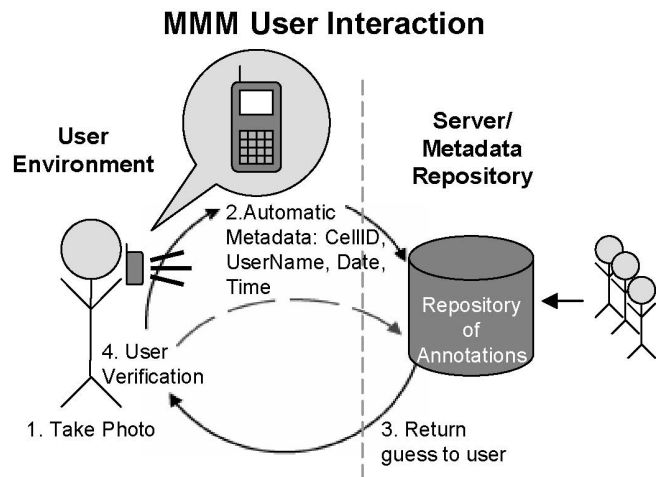 MMM User Interaction
User
Environment
Server/
Metadata
Repository
2.Automatic
Metadata: CellID,
UserName, Date,
Time
Repository
of
Annotations
4. User
Verification
1. Take Photo
3. Return
guess to user